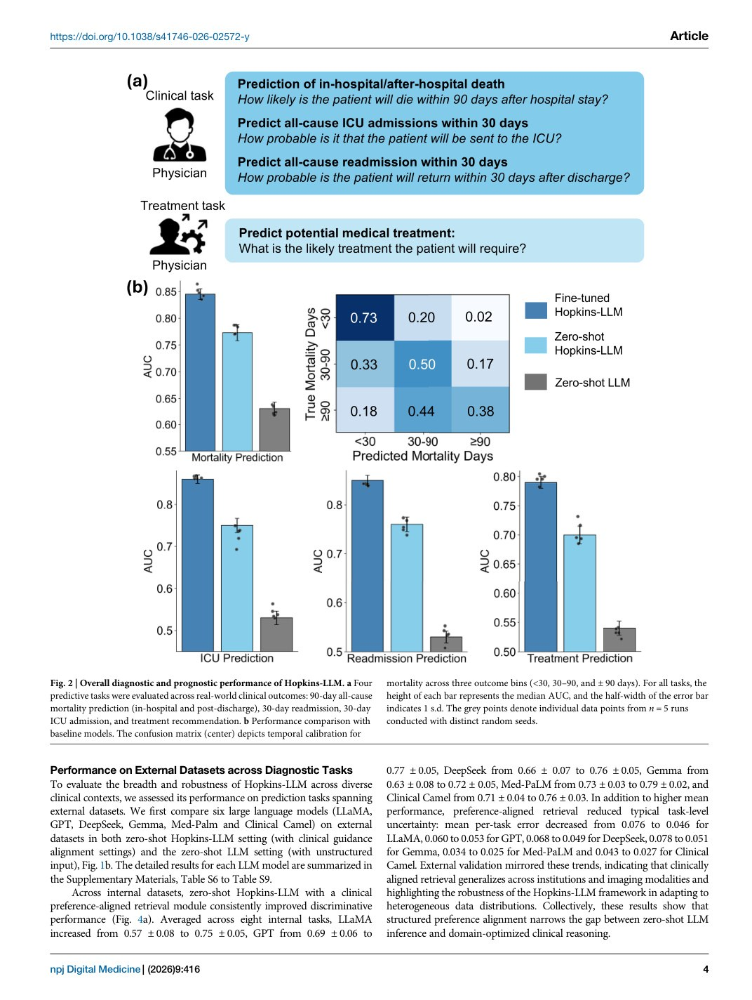 https://doi.org/10.1038/s41746-026-02572-y
Article
(a)
Clinical task
Physician
Prediction of in-hospital/after-hospital death
How likely is the patient will die within 90 days after hospital stay?
Predict all-cause ICU admissions within 30 days
How probable is it that the patient will be sent to the ICU?
Predict all-cause readmission within 30 days
How probable is the patient will return within 30 days after discharge?
Treatment task
Physician
Predict potential medical treatment:
What is the likely treatment the patient will require?
(b)
AUC
0.85
0.80
0.75
0.70
0.65
0.60
0.55
Mortality Prediction
True Mortality Days
<30
30-90
≥90
0.73 0.20 0.02
0.33 0.50 0.17
0.18 0.44 0.38
<30 30-90 ≥90
Predicted Mortality Days
Fine-tuned
Hopkins-LLM
Zero-shot
Hopkins-LLM
Zero-shot LLM
AUC
0.8
0.7
0.6
0.5
ICU Prediction
AUC
0.8
0.7
0.6
0.5
Readmission Prediction
AUC
0.80
0.75
0.70
0.65
0.60
0.55
0.50
Treatment Prediction
Fig. 2 | Overall diagnostic and prognostic performance of Hopkins-LLM. a Four
predictive tasks were evaluated across real-world clinical outcomes: 90-day all-cause
mortality prediction (in-hospital and post-discharge), 30-day readmission, 30-day
ICU admission, and treatment recommendation. b Performance comparison with
baseline models. The confusion matrix (center) depicts temporal calibration for
mortality across three outcome bins (<30, 30–90, and ± 90 days). For all tasks, the
height of each bar represents the median AUC, and the half-width of the error bar
indicates 1 s.d. The grey points denote individual data points from n = 5 runs
conducted with distinct random seeds.
Performance on External Datasets across Diagnostic Tasks
To evaluate the breadth and robustness of Hopkins-LLM across diverse
clinical contexts, we assessed its performance on prediction tasks spanning
external datasets. We first compare six large language models (LLaMA,
GPT, DeepSeek, Gemma, Med-Palm and Clinical Camel) on external
datasets in both zero-shot Hopkins-LLM setting (with clinical guidance
alignment settings) and the zero-shot LLM setting (with unstructured
input), Fig. 1b. The detailed results for each LLM model are summarized in
the Supplementary Materials, Table S6 to Table S9.
Across internal datasets, zero-shot Hopkins-LLM with a clinical
preference-aligned retrieval module consistently improved discriminative
performance (Fig. 4a). Averaged across eight internal tasks, LLaMA
increased from 0.57 ± 0.08 to 0.75 ± 0.05, GPT from 0.69 ± 0.06 to
0.77 ± 0.05, DeepSeek from 0.66 ± 0.07 to 0.76 ± 0.05, Gemma from
0.63 ± 0.08 to 0.72 ± 0.05, Med-PaLM from 0.73 ± 0.03 to 0.79 ± 0.02, and
Clinical Camel from 0.71 ± 0.04 to 0.76 ± 0.03. In addition to higher mean
performance, preference-aligned retrieval reduced typical task-level
uncertainty: mean per-task error decreased from 0.076 to 0.046 for
LLaMA, 0.060 to 0.053 for GPT, 0.068 to 0.049 for DeepSeek, 0.078 to 0.051
for Gemma, 0.034 to 0.025 for Med-PaLM and 0.043 to 0.027 for Clinical
Camel. External validation mirrored these trends, indicating that clinically
aligned retrieval generalizes across institutions and imaging modalities and
highlighting the robustness of the Hopkins-LLM framework in adapting to
heterogeneous data distributions. Collectively, these results show that
structured preference alignment narrows the gap between zero-shot LLM
inference and domain-optimized clinical reasoning.
npj Digital Medicine | (2026)9:416
4